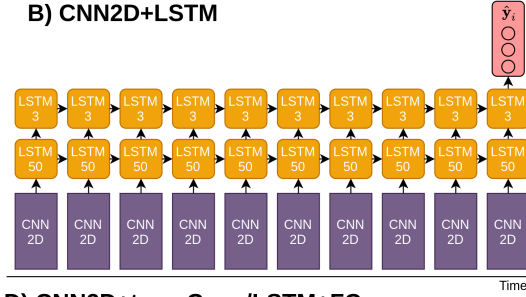 B) CNN2D+LSTM
ŷᵢ
LSTM 3 LSTM 3 LSTM 3 LSTM 3 LSTM 3 LSTM 3 LSTM 3 LSTM 3 LSTM 3 LSTM 3
LSTM 50 LSTM 50 LSTM 50 LSTM 50 LSTM 50 LSTM 50 LSTM 50 LSTM 50 LSTM 50 LSTM 50
CNN 2D CNN 2D CNN 2D CNN 2D CNN 2D CNN 2D CNN 2D CNN 2D CNN 2D CNN 2D
Time